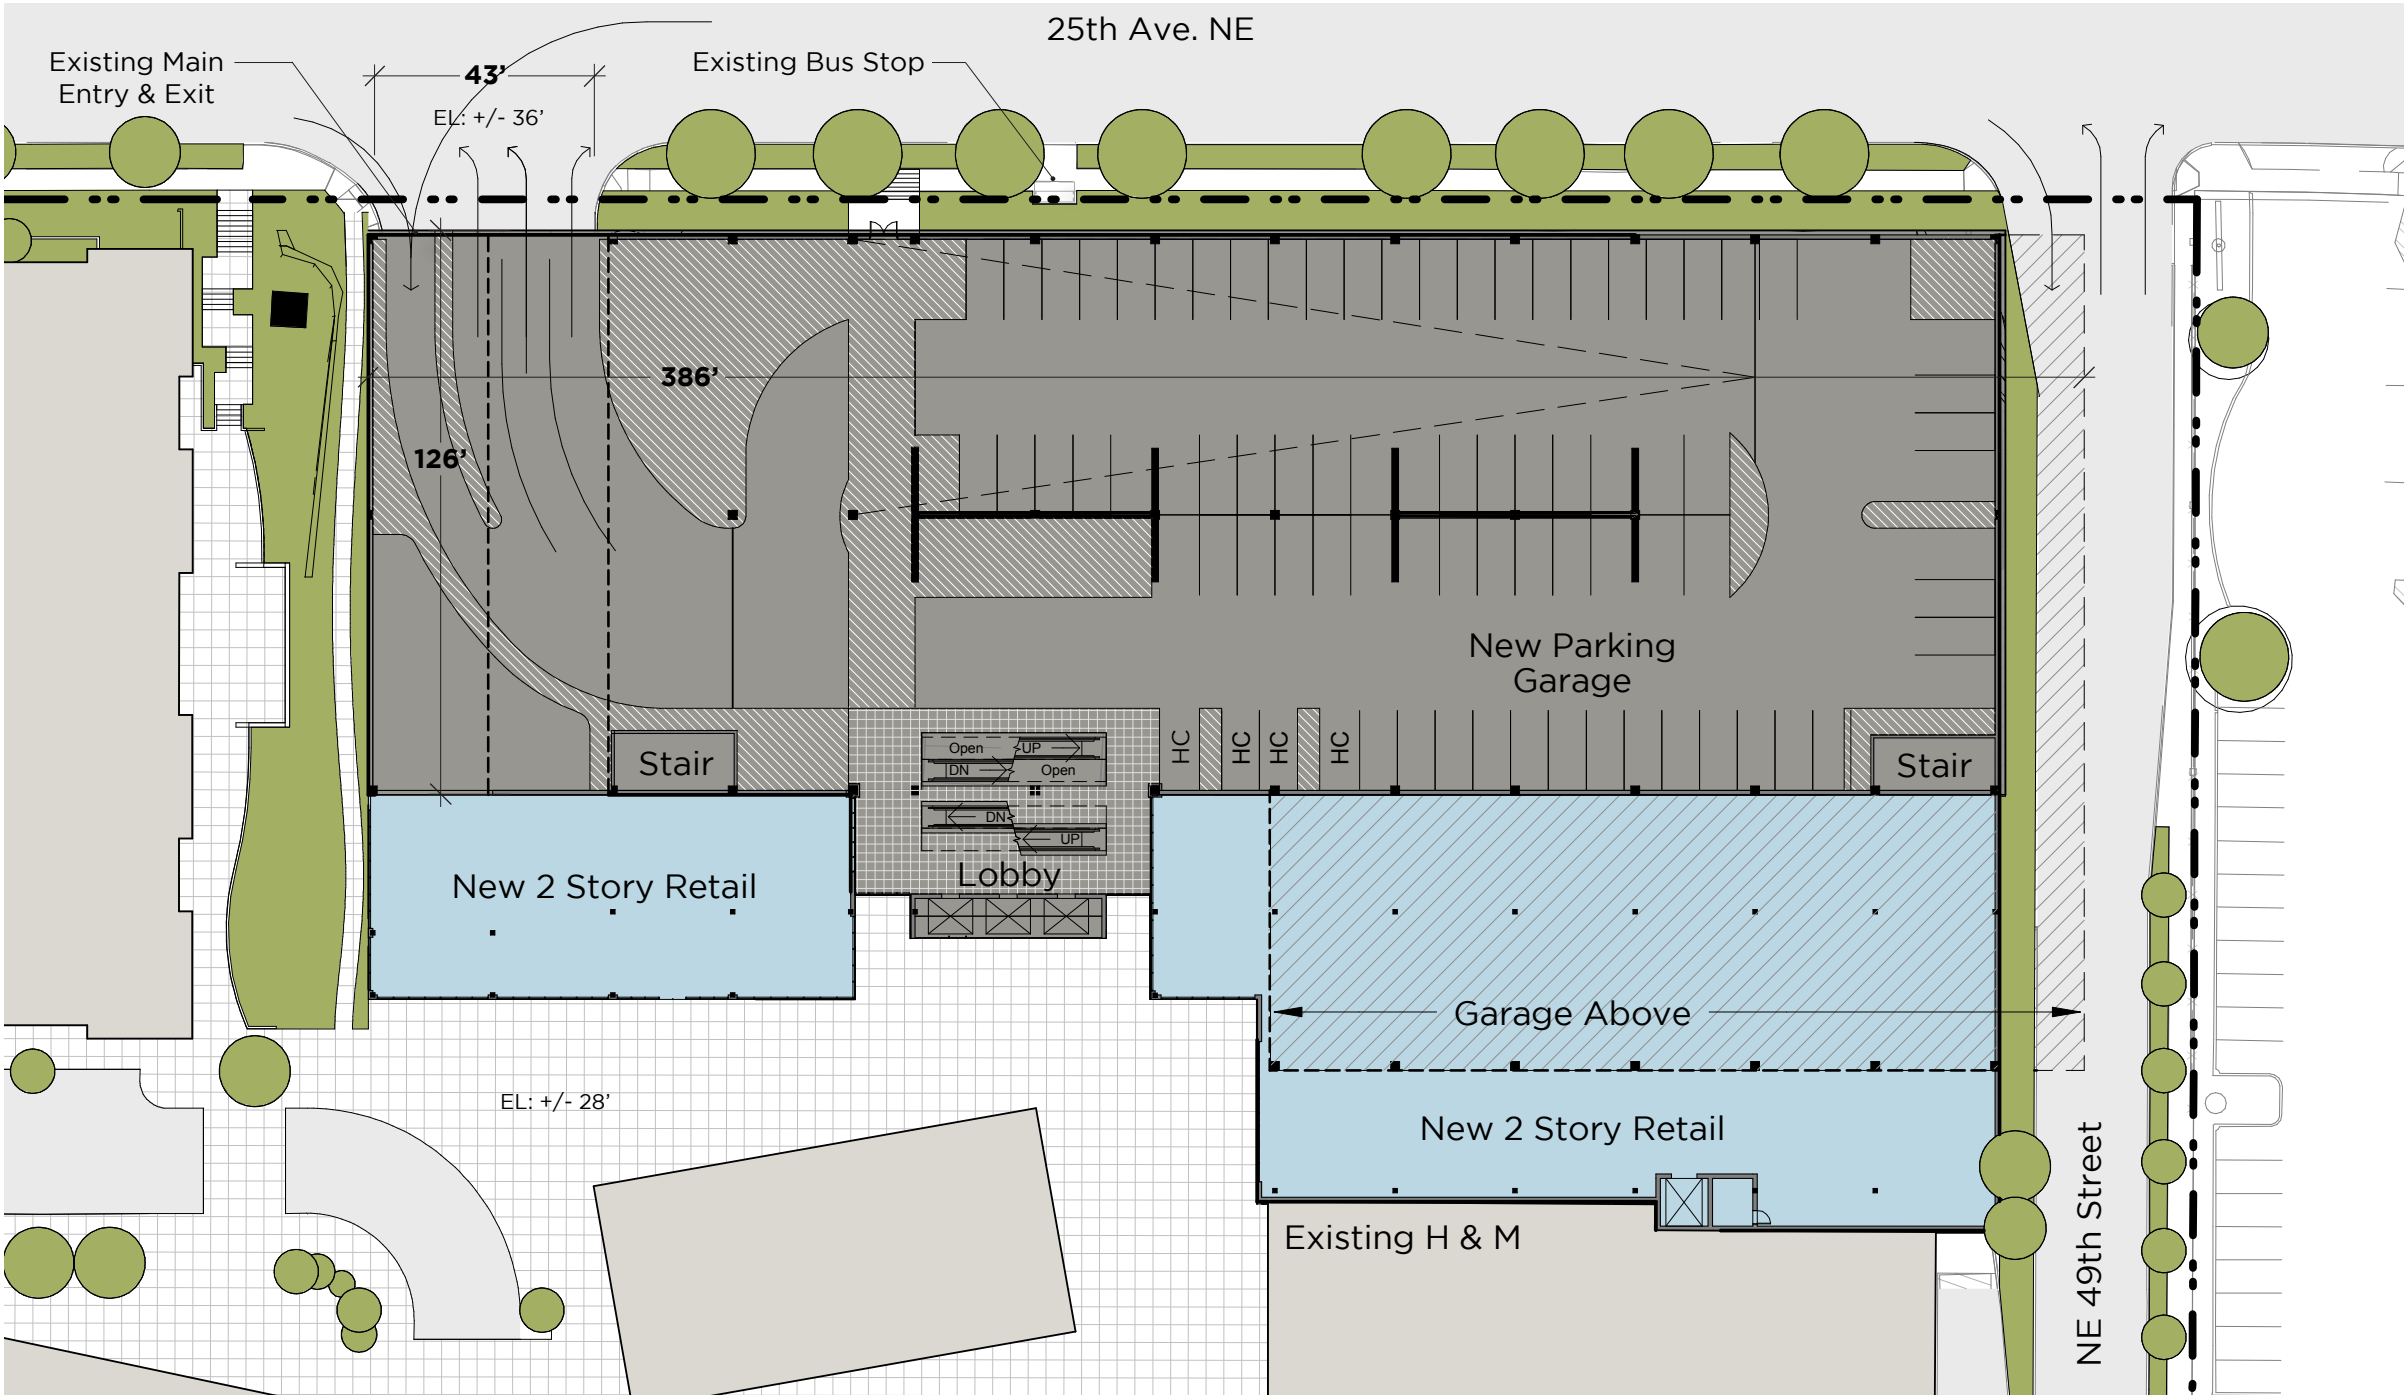 25th Ave. NE
Existing Main
Entry & Exit
43’
Existing Bus Stop
EL: +/- 36’
386’
126’
New Parking
Garage
Stair
Open
UP
DN
Open
HC
HC
HC
HC
Stair
DN
UP
Lobby
New 2 Story Retail
Garage Above
EL: +/- 28’
New 2 Story Retail
Existing H & M
NE 49th Street